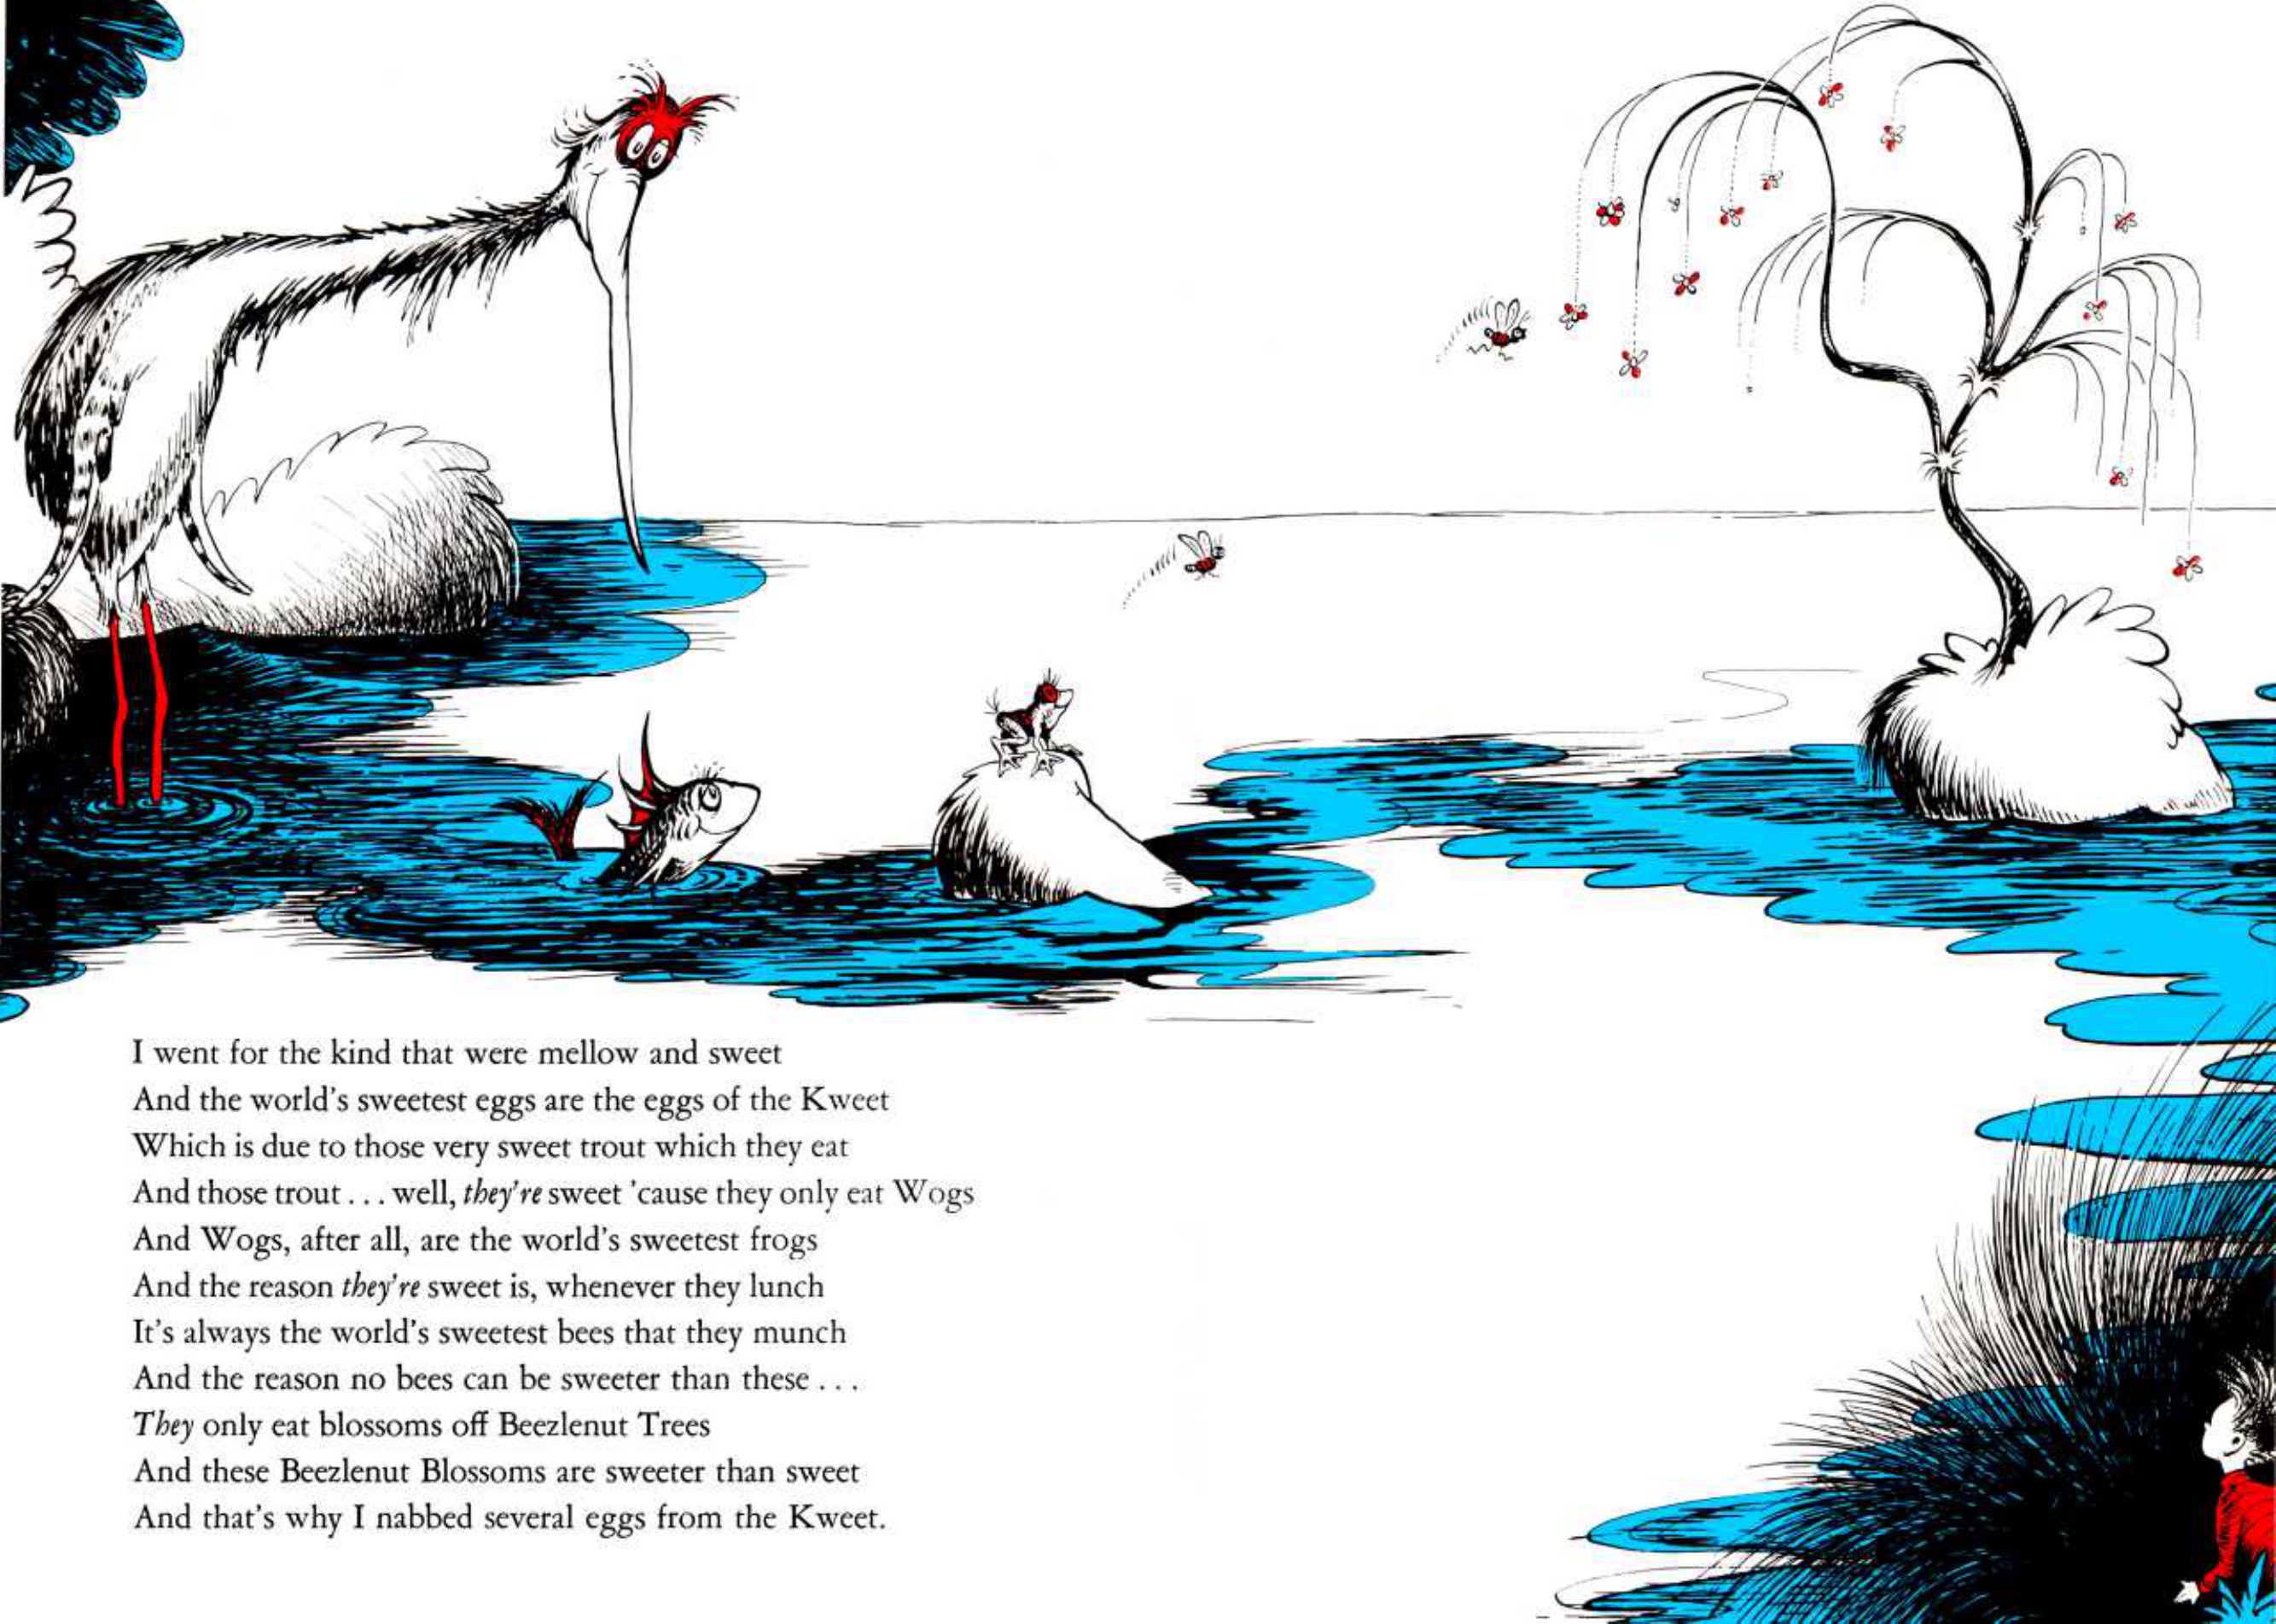 I went for the kind that were mellow and sweet
And the world's sweetest eggs are the eggs of the Kweet
Which is due to those very sweet trout which they eat
And those trout . . . well, they're sweet 'cause they only eat Wogs
And Wogs, after all, are the world's sweetest frogs
And the reason they're sweet is, whenever they lunch
It's always the world's sweetest bees that they munch
And the reason no bees can be sweeter than these . . .
They only eat blossoms off Beezlenut Trees
And these Beezlenut Blossoms are sweeter than sweet
And that's why I nabbed several eggs from the Kweet.